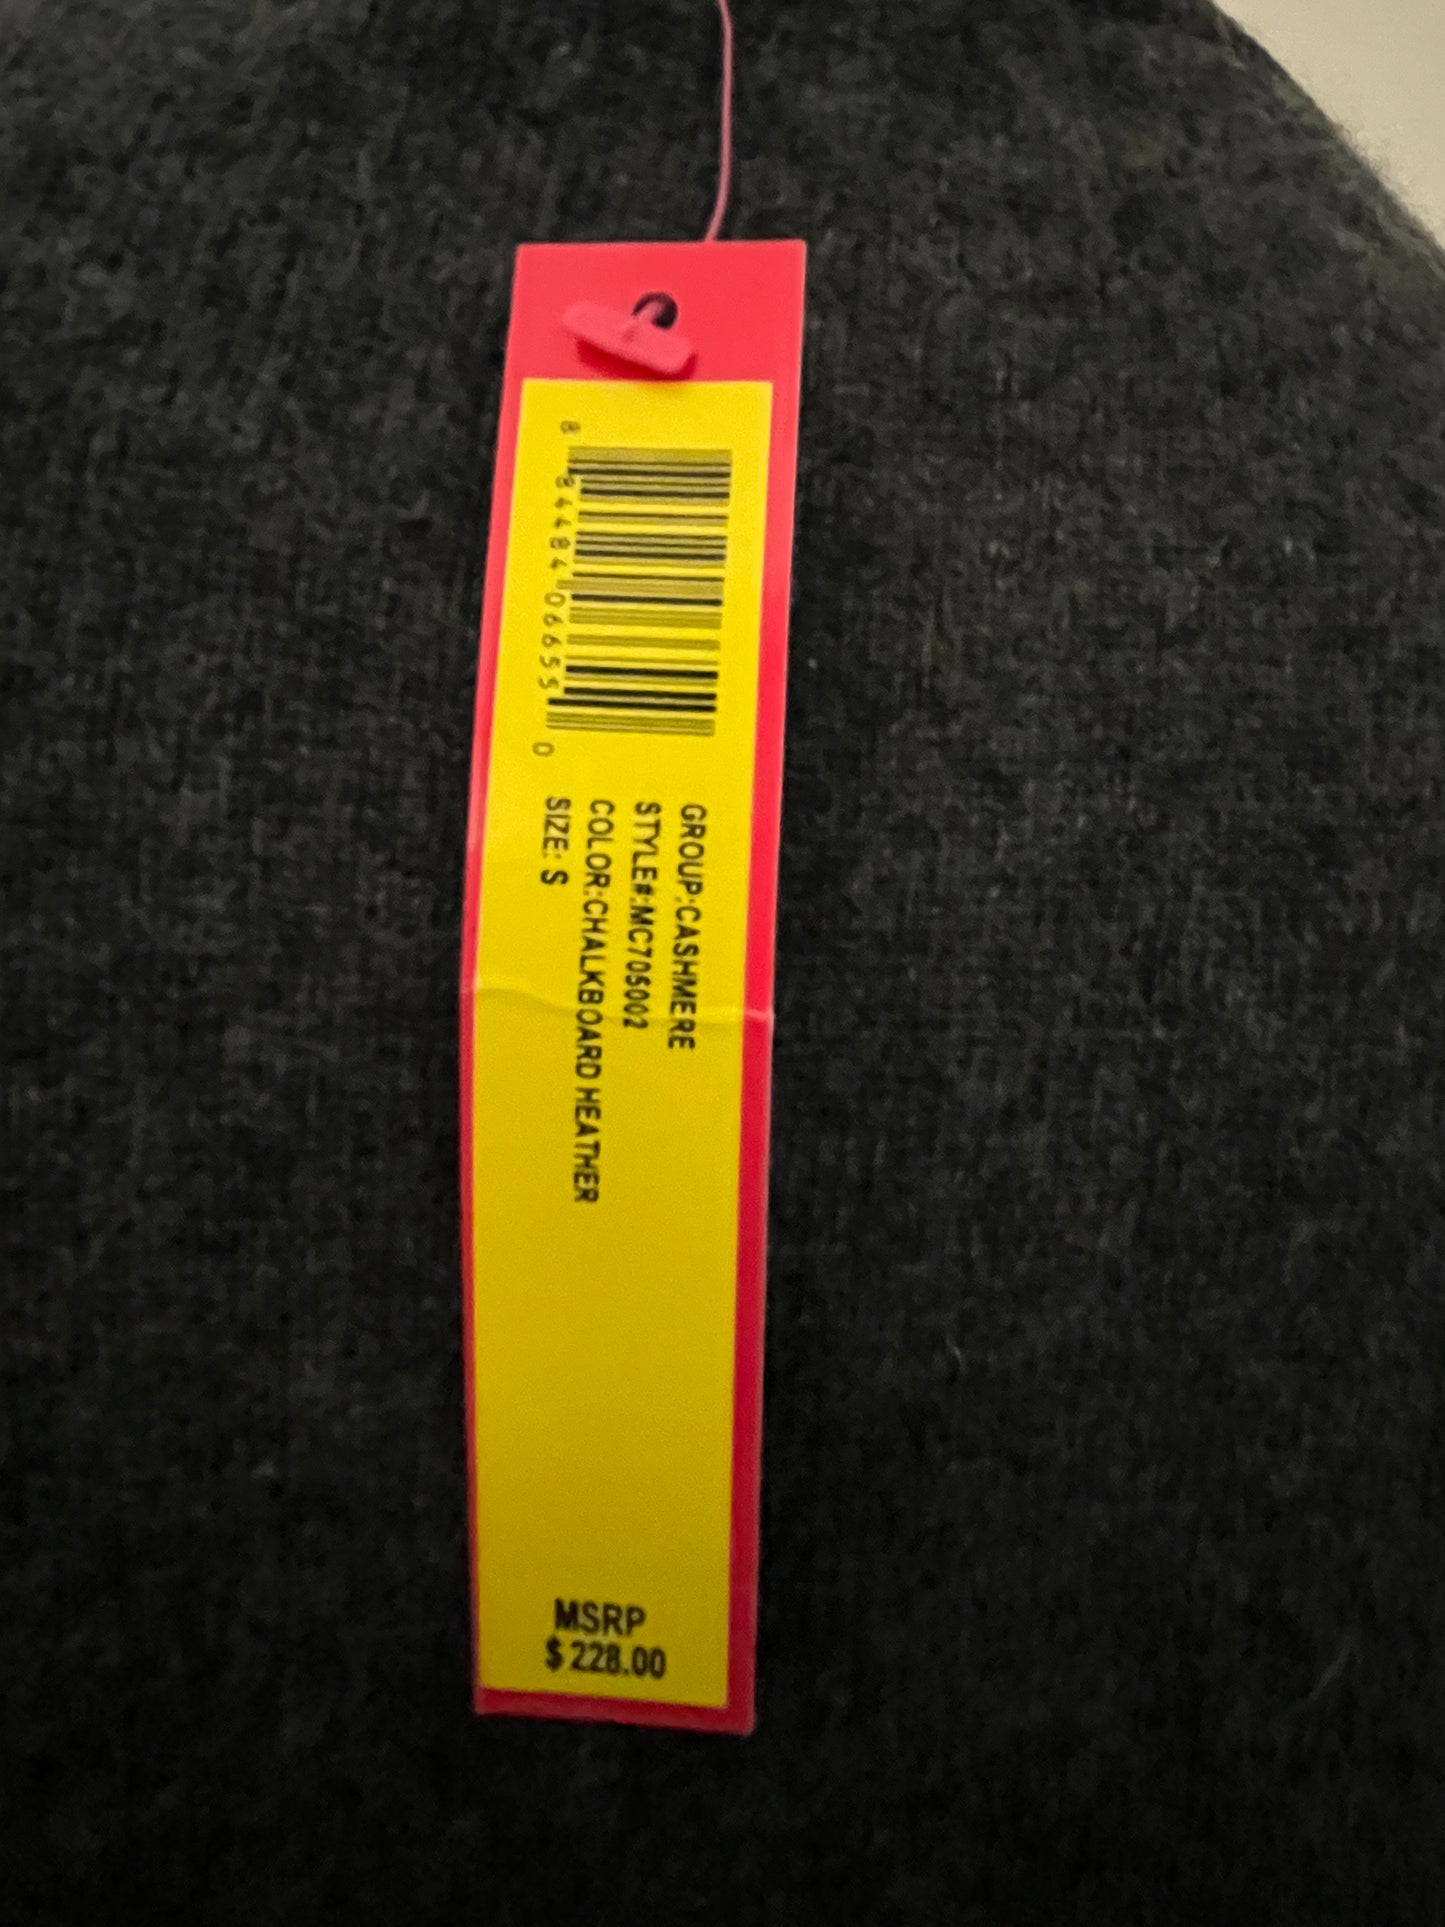 8 84484 06655 0
GROUP:CASHMERE
STYLE#:MC705002
COLOR:CHALKBOARD HEATHER
SIZE: S
MSRP
$ 228.00